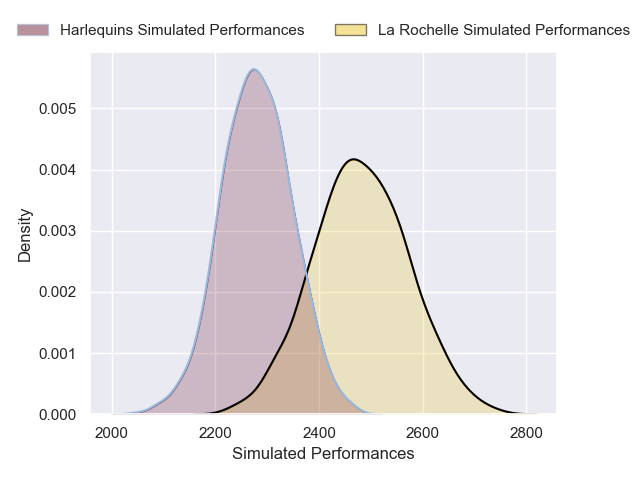 Harlequins Simulated Performances La Rochelle Simulated Performances
0.005
0.004
0.003
0.002
0.001
0.000
Density
2000 2200 2400 2600 2800
Simulated Performances